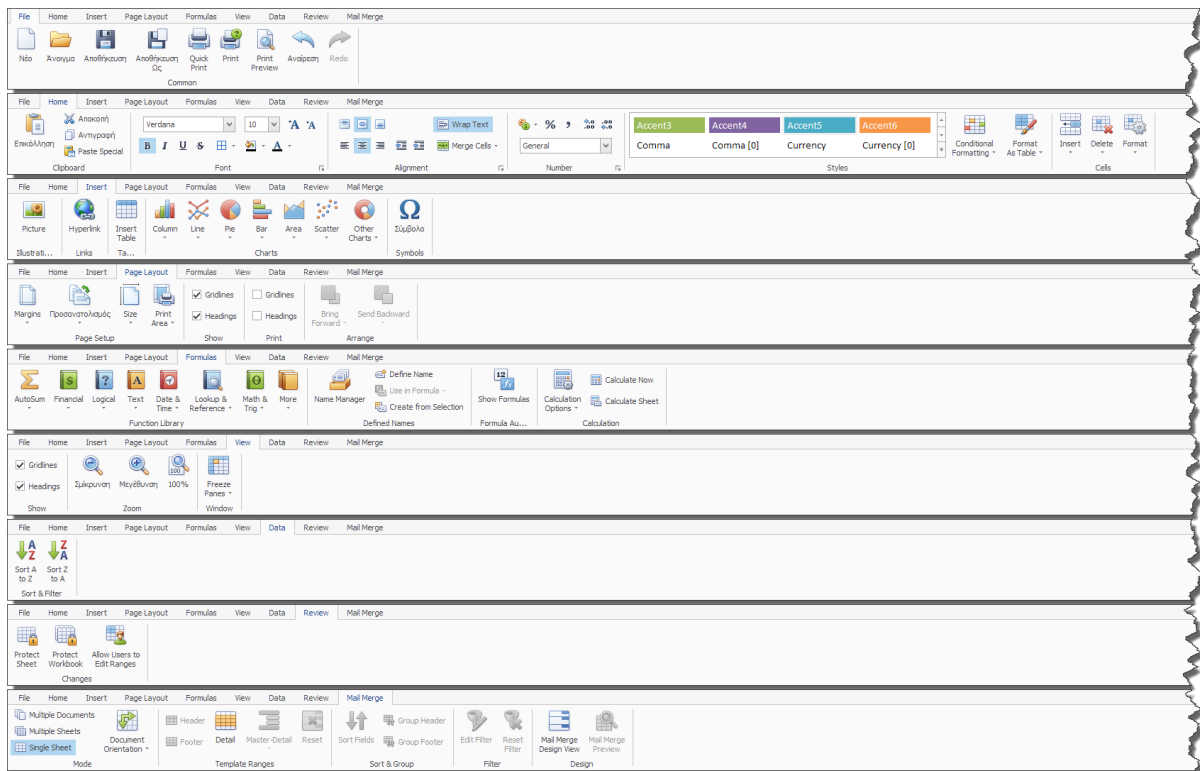 File Home Insert Page Layout Formulas View Data Review Mail Merge
Νέο Άνοιγμα Αποθήκευση Αποθήκευση Ως Quick Print Print Print Preview Αναίρεση Redo
Common
File Home Insert Page Layout Formulas View Data Review Mail Merge
Επικόλληση Αποκοπή Verdana 10 Wrap Text % Accent3 Accent4 Accent5 Accent6 Conditional Formatting Format As Table Insert Delete Format
Αντιγραφή
Paste Special B I U S A Merge Cells General Comma Comma [0] Currency Currency [0]
Clipboard Font Alignment Number Styles Cells
File Home Insert Page Layout Formulas View Data Review Mail Merge
Picture Hyperlink Insert Table Column Line Pie Bar Area Scatter Other Charts Σύμβολο
Illustrati... Links Ta... Charts Symbols
File Home Insert Page Layout Formulas View Data Review Mail Merge
Margins Προσανατολισμός Size Print Area Gridlines Gridlines Bring Forward Send Backward
Headings Headings
Page Setup Show Print Arrange
File Home Insert Page Layout Formulas View Data Review Mail Merge
AutoSum Financial Logical Text Date & Time Lookup & Reference Math & Trig More Name Manager Define Name Show Formulas Calculation Options Calculate Now
Use in Formula
Create from Selection Calculate Sheet
Function Library Defined Names Formula Au... Calculation
File Home Insert Page Layout Formulas View Data Review Mail Merge
Gridlines
Headings Σμίκρυνση Μεγέθυνση 100% Freeze Panes
Show Zoom Window
File Home Insert Page Layout Formulas View Data Review Mail Merge
Sort A to Z Sort Z to A
Sort & Filter
File Home Insert Page Layout Formulas View Data Review Mail Merge
Protect Sheet Protect Workbook Allow Users to Edit Ranges
Changes
File Home Insert Page Layout Formulas View Data Review Mail Merge
Multiple Documents Header Group Header
Multiple Sheets Document Orientation Detail Master-Detail Reset Sort Fields Edit Filter Reset Filter Mail Merge Design View Mail Merge Preview
Single Sheet Footer Group Footer
Mode Template Ranges Sort & Group Filter Design